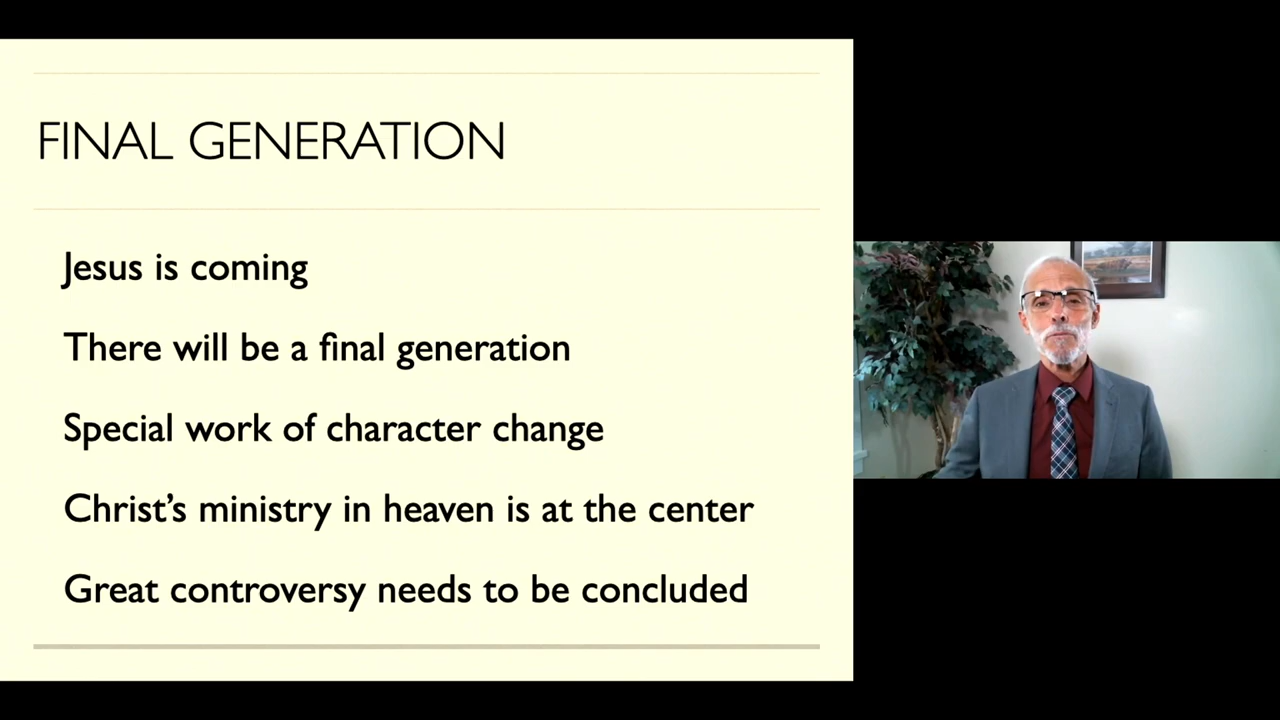 FINAL GENERATION
Jesus is coming
There will be a final generation
Special work of character change
Christ’s ministry in heaven is at the center
Great controversy needs to be concluded